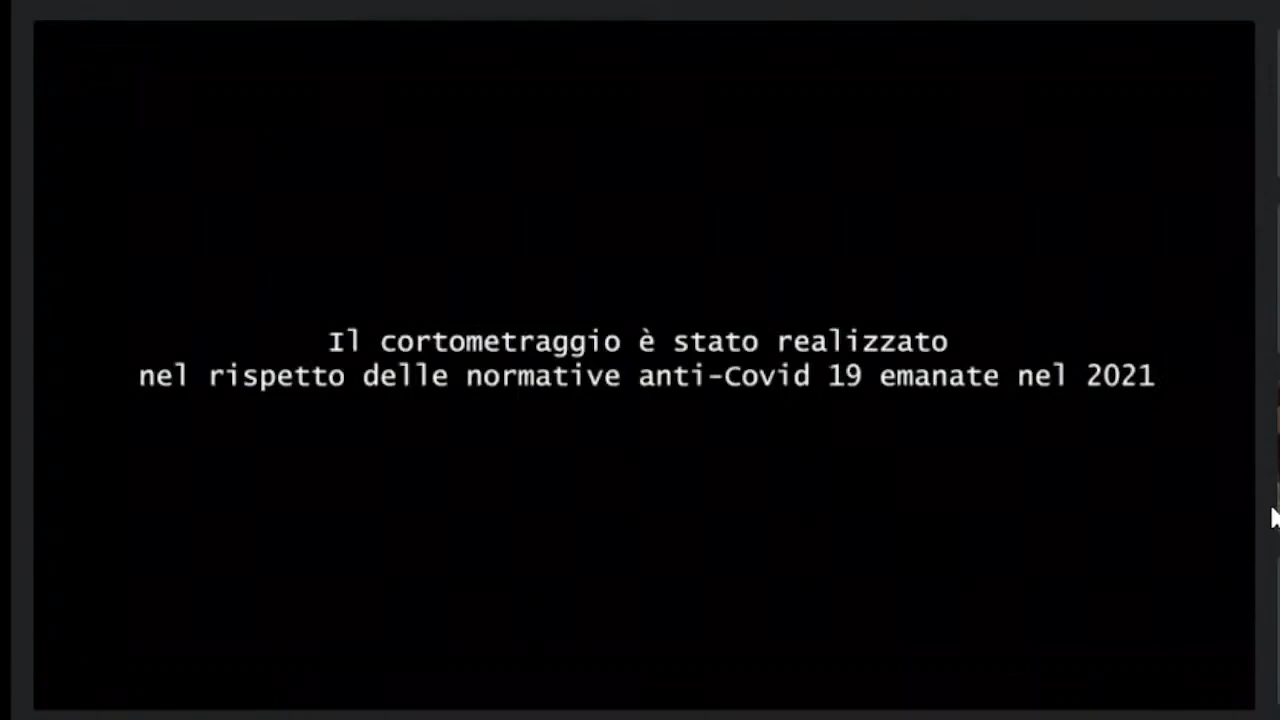 Il cortometraggio è stato realizzato
nel rispetto delle normative anti-Covid 19 emanate nel 2021